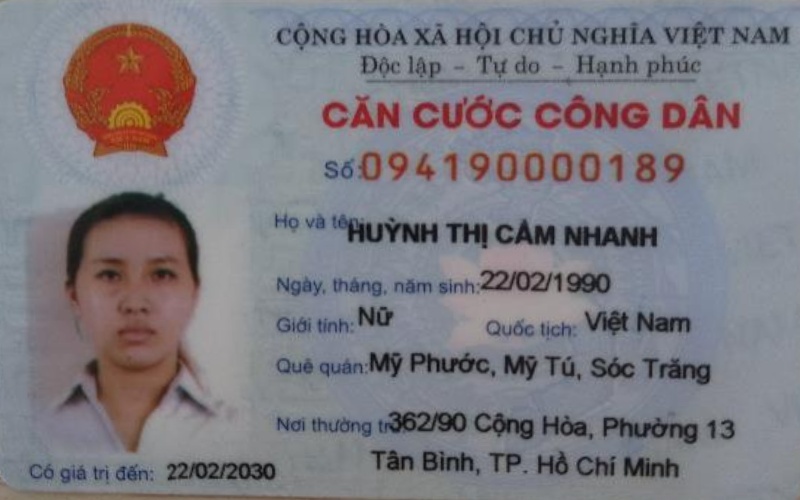 CỘNG HÒA XÃ HỘI CHỦ NGHĨA VIỆT NAM
Độc lập - Tự do - Hạnh phúc
CĂN CƯỚC CÔNG DÂN
Số: 094190000189
Họ và tên: HUỲNH THỊ CẨM NHANH
Ngày, tháng, năm sinh: 22/02/1990
Giới tính: Nữ Quốc tịch: Việt Nam
Quê quán: Mỹ Phước, Mỹ Tú, Sóc Trăng
Nơi thường trú: 362/90 Cộng Hòa, Phường 13
Tân Bình, TP. Hồ Chí Minh
Có giá trị đến: 22/02/2030